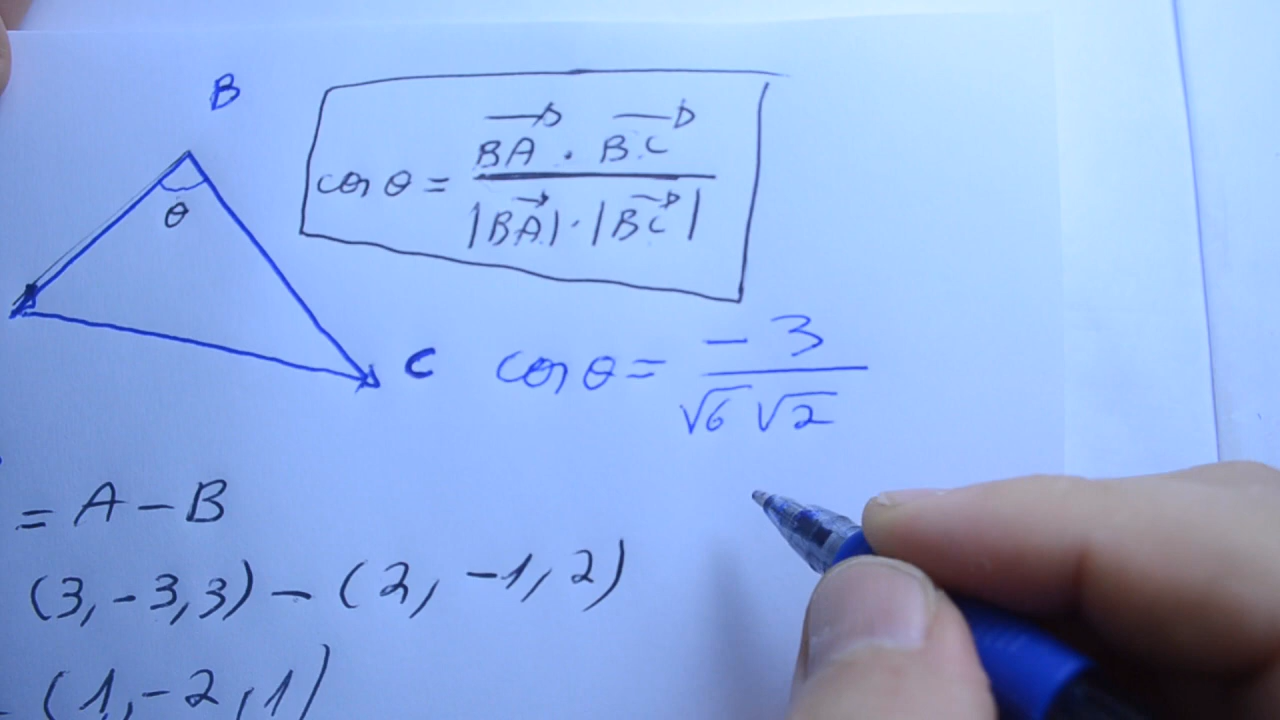 B
θ
cos θ = BA · BC / |BA| · |BC|
C
cos θ = -3 / √6 √2
= A - B
(3, -3, 3) - (2, -1, 2)
(1, -2, 1)